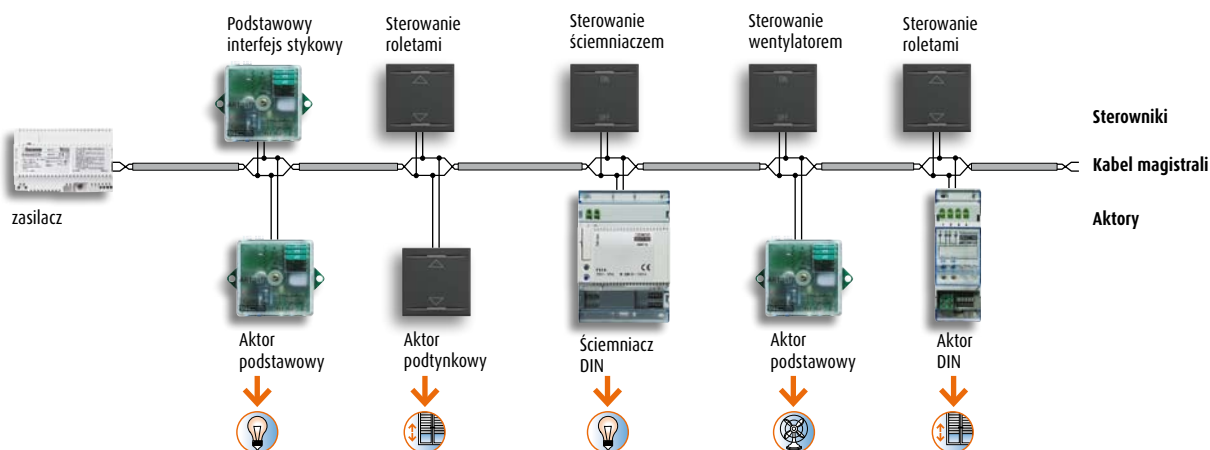 Podstawowy
interfejs stykowy
Sterowanie
roletami
Sterowanie
ściemniaczem
Sterowanie
wentylatorem
Sterowanie
roletami
Sterowniki
Kabel magistrali
Aktory
zasilacz
Aktor
podstawowy
Aktor
podtynkowy
Ściemniacz
DIN
Aktor
podstawowy
Aktor
DIN